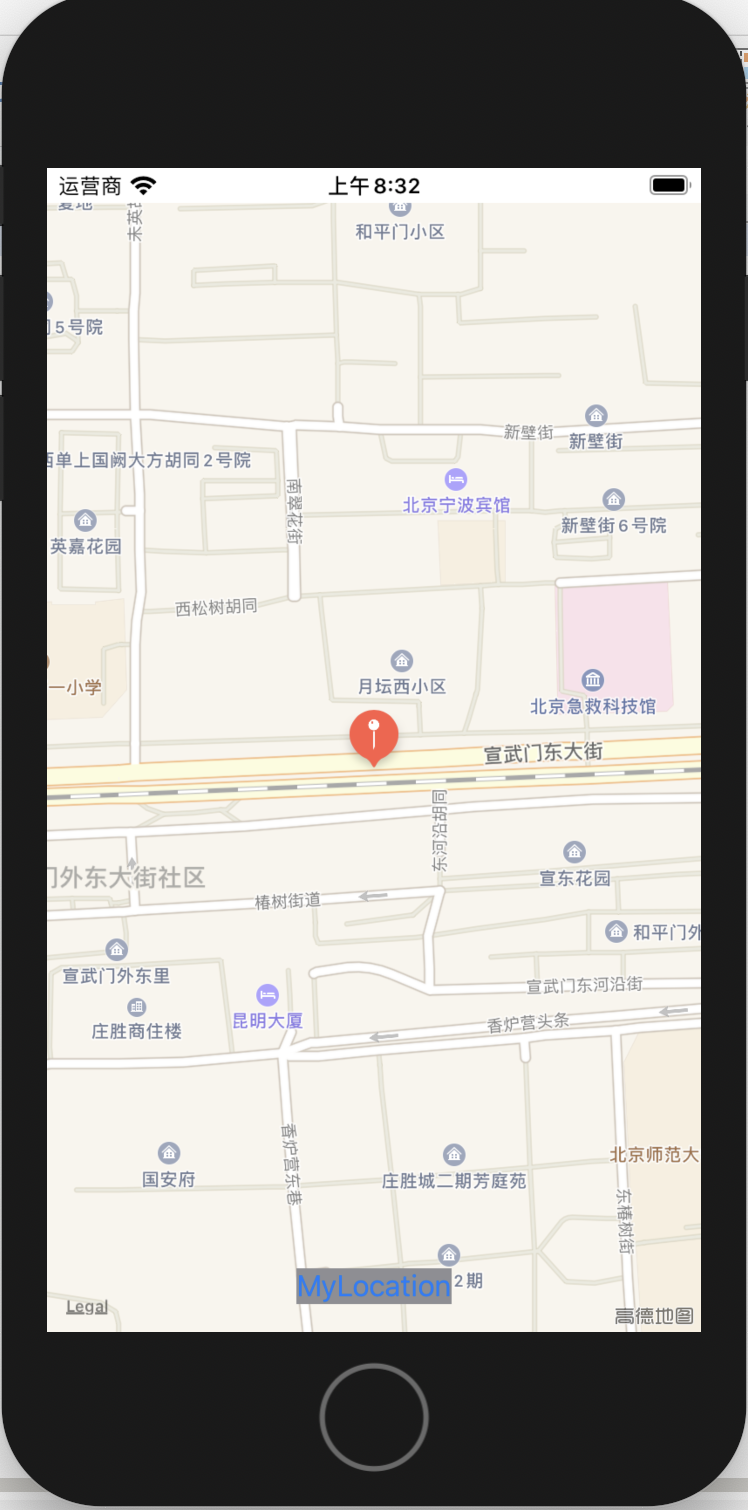 运营商
上午8:32
和平门小区
5号院
新壁街
新壁街
西单上国阙大方胡同2号院
南翠花街
北京宁波宾馆
新壁街6号院
英嘉花园
西松树胡同
一小学
月坛西小区
北京急救科技馆
宣武门东大街
东河沿胡同
门外东大街社区
宣东花园
椿树街道
和平门外
宣武门外东里
宣武门东河沿街
昆明大厦
庄胜商住楼
香炉营头条
香炉营东巷
北京师范大
国安府
庄胜城二期芳庭苑
东椿树街
2期
MyLocation
Legal
高德地图